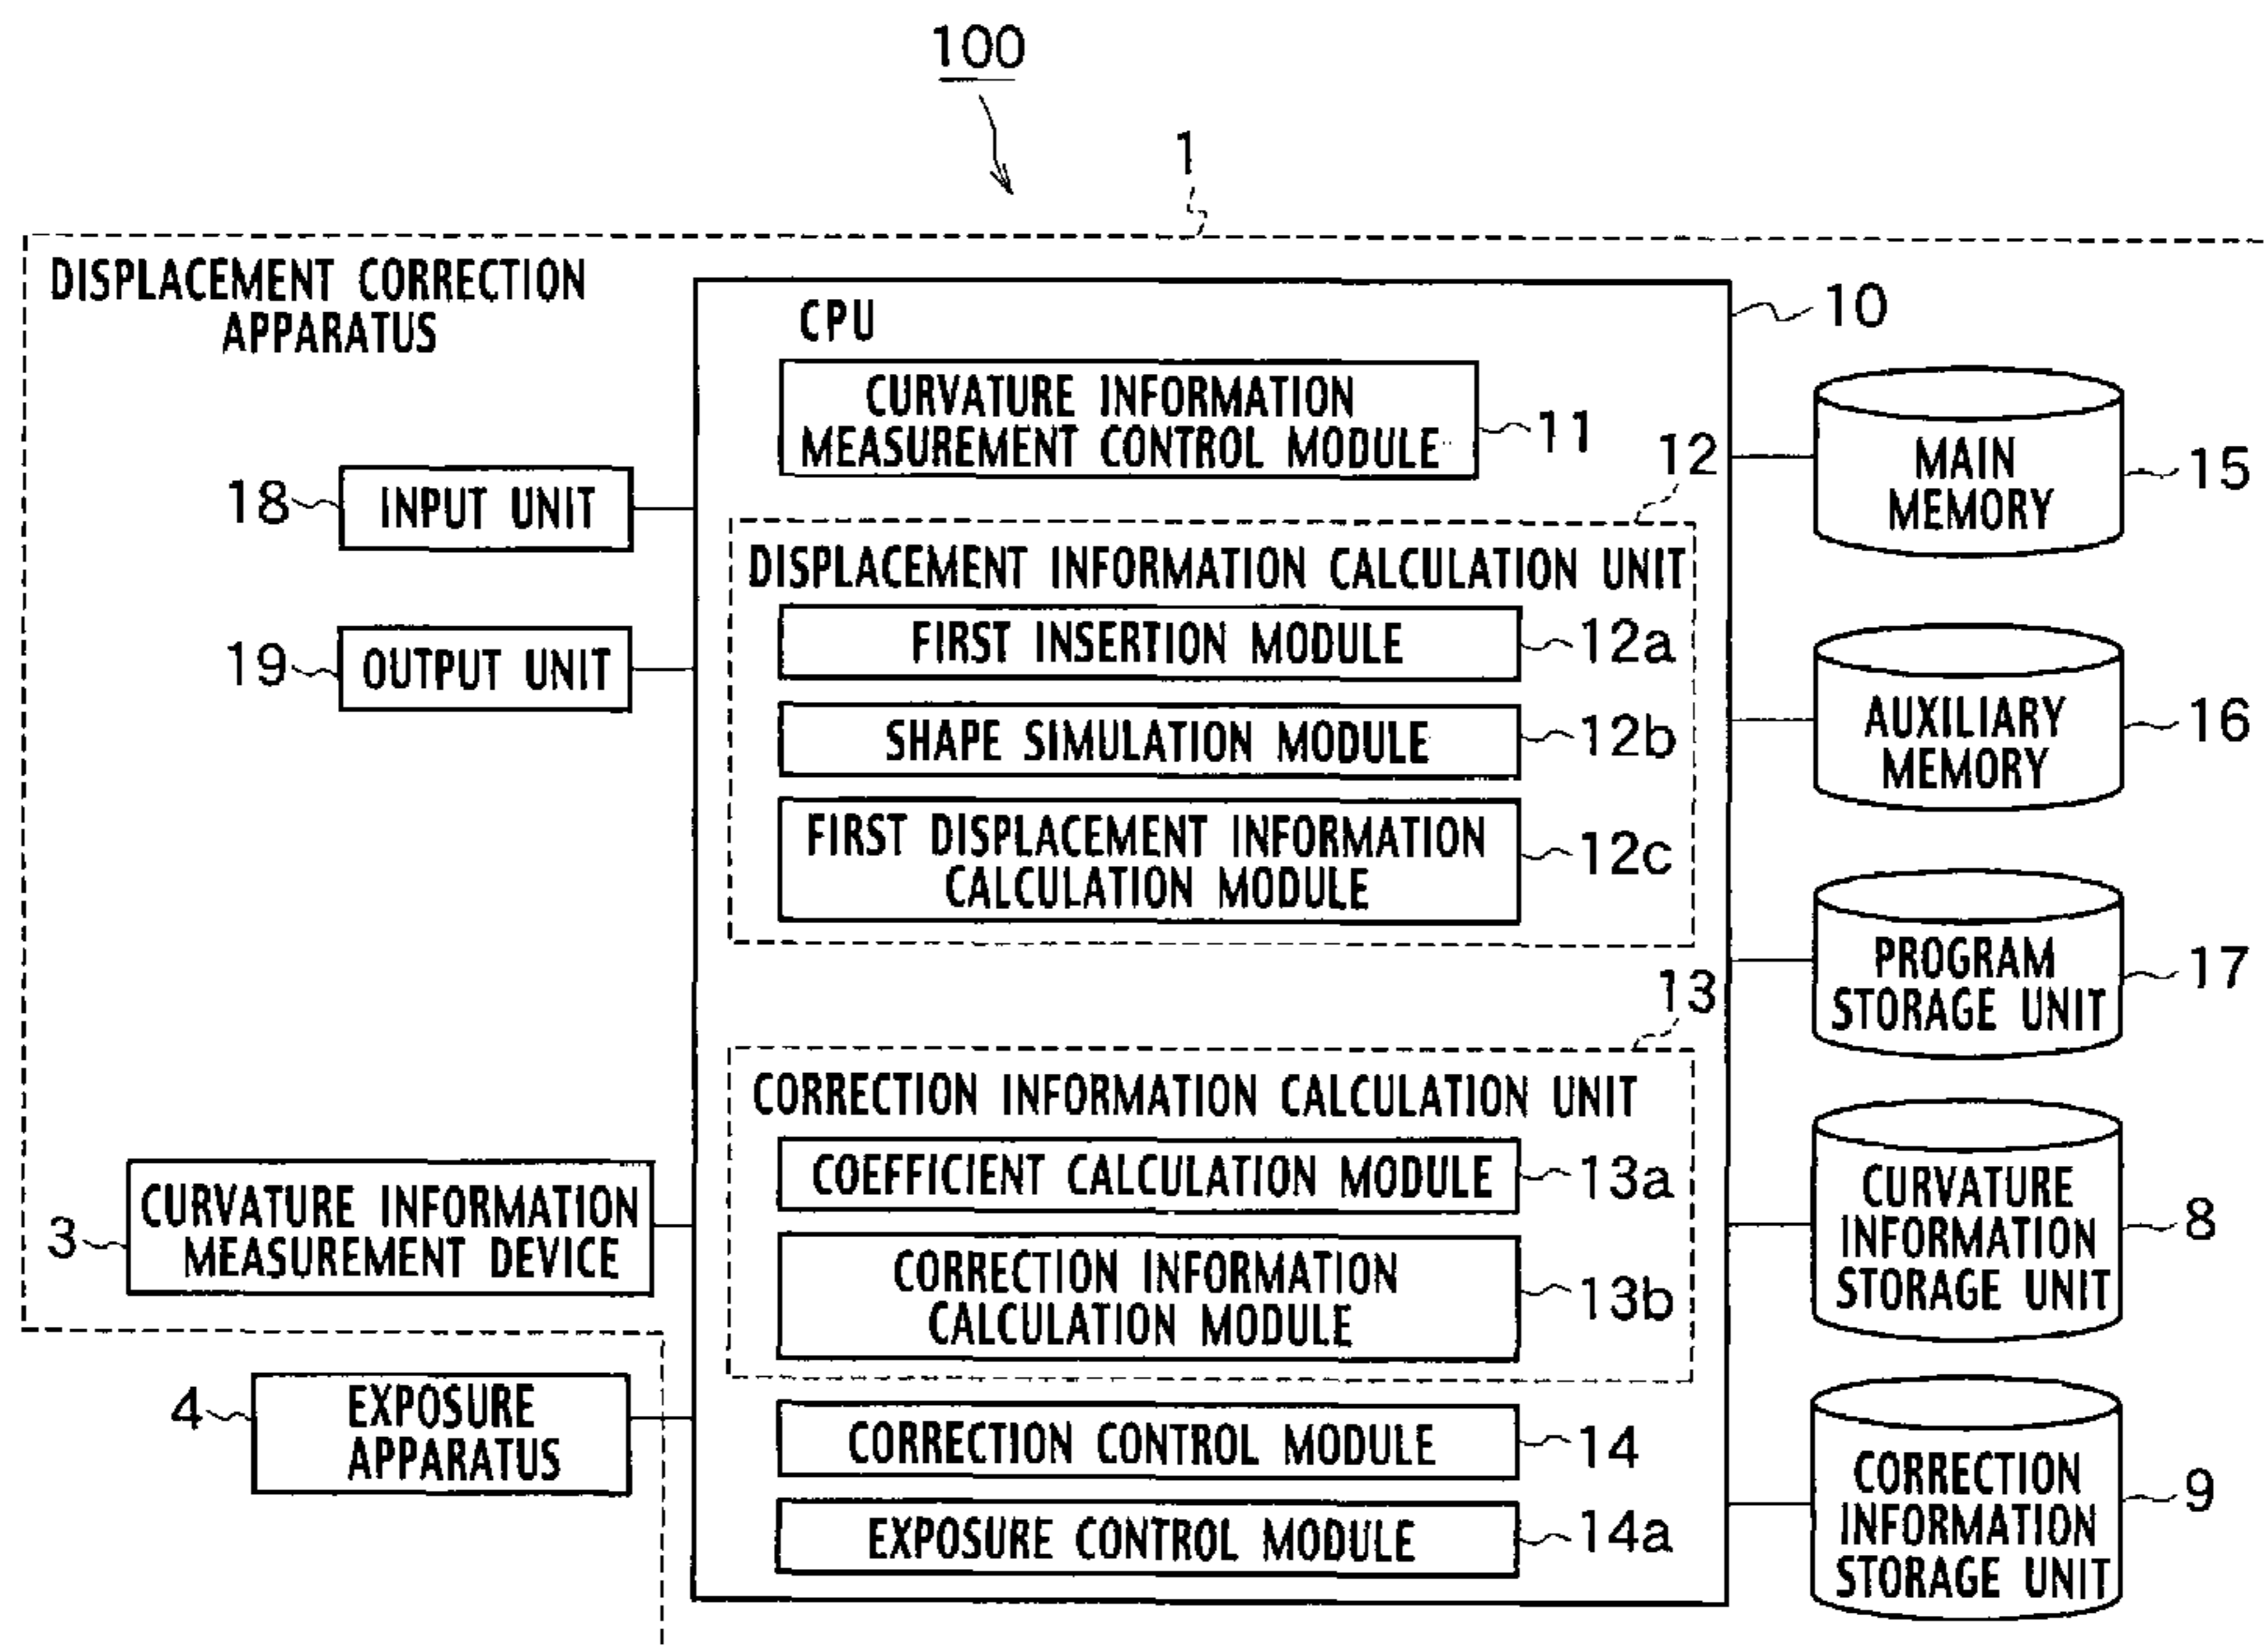 100
1
DISPLACEMENT CORRECTION
APPARATUS
CPU
10
CURVATURE INFORMATION
MEASUREMENT CONTROL MODULE
11
12
MAIN
MEMORY
15
18
INPUT UNIT
DISPLACEMENT INFORMATION CALCULATION UNIT
FIRST INSERTION MODULE
12a
19
OUTPUT UNIT
SHAPE SIMULATION MODULE
12b
AUXILIARY
MEMORY
16
FIRST DISPLACEMENT INFORMATION
CALCULATION MODULE
12c
PROGRAM
STORAGE UNIT
17
13
CORRECTION INFORMATION CALCULATION UNIT
COEFFICIENT CALCULATION MODULE
13a
3
CURVATURE INFORMATION
MEASUREMENT DEVICE
CORRECTION INFORMATION
CALCULATION MODULE
13b
CURVATURE
INFORMATION
STORAGE UNIT
8
4
EXPOSURE
APPARATUS
CORRECTION CONTROL MODULE
14
EXPOSURE CONTROL MODULE
14a
CORRECTION
INFORMATION
STORAGE UNIT
9